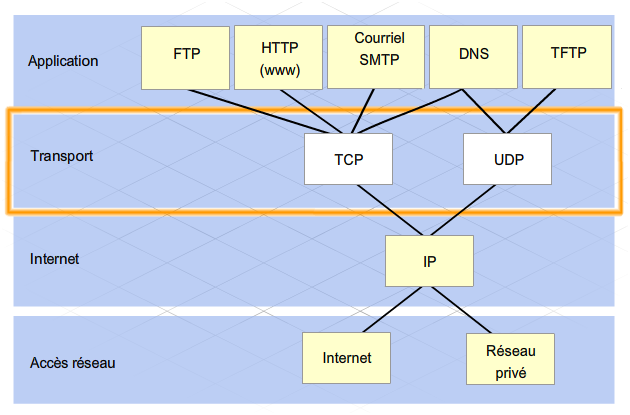 Application
FTP
HTTP
(www)
Courriel
SMTP
DNS
TFTP
Transport
TCP
UDP
Internet
IP
Accès réseau
Internet
Réseau
privé